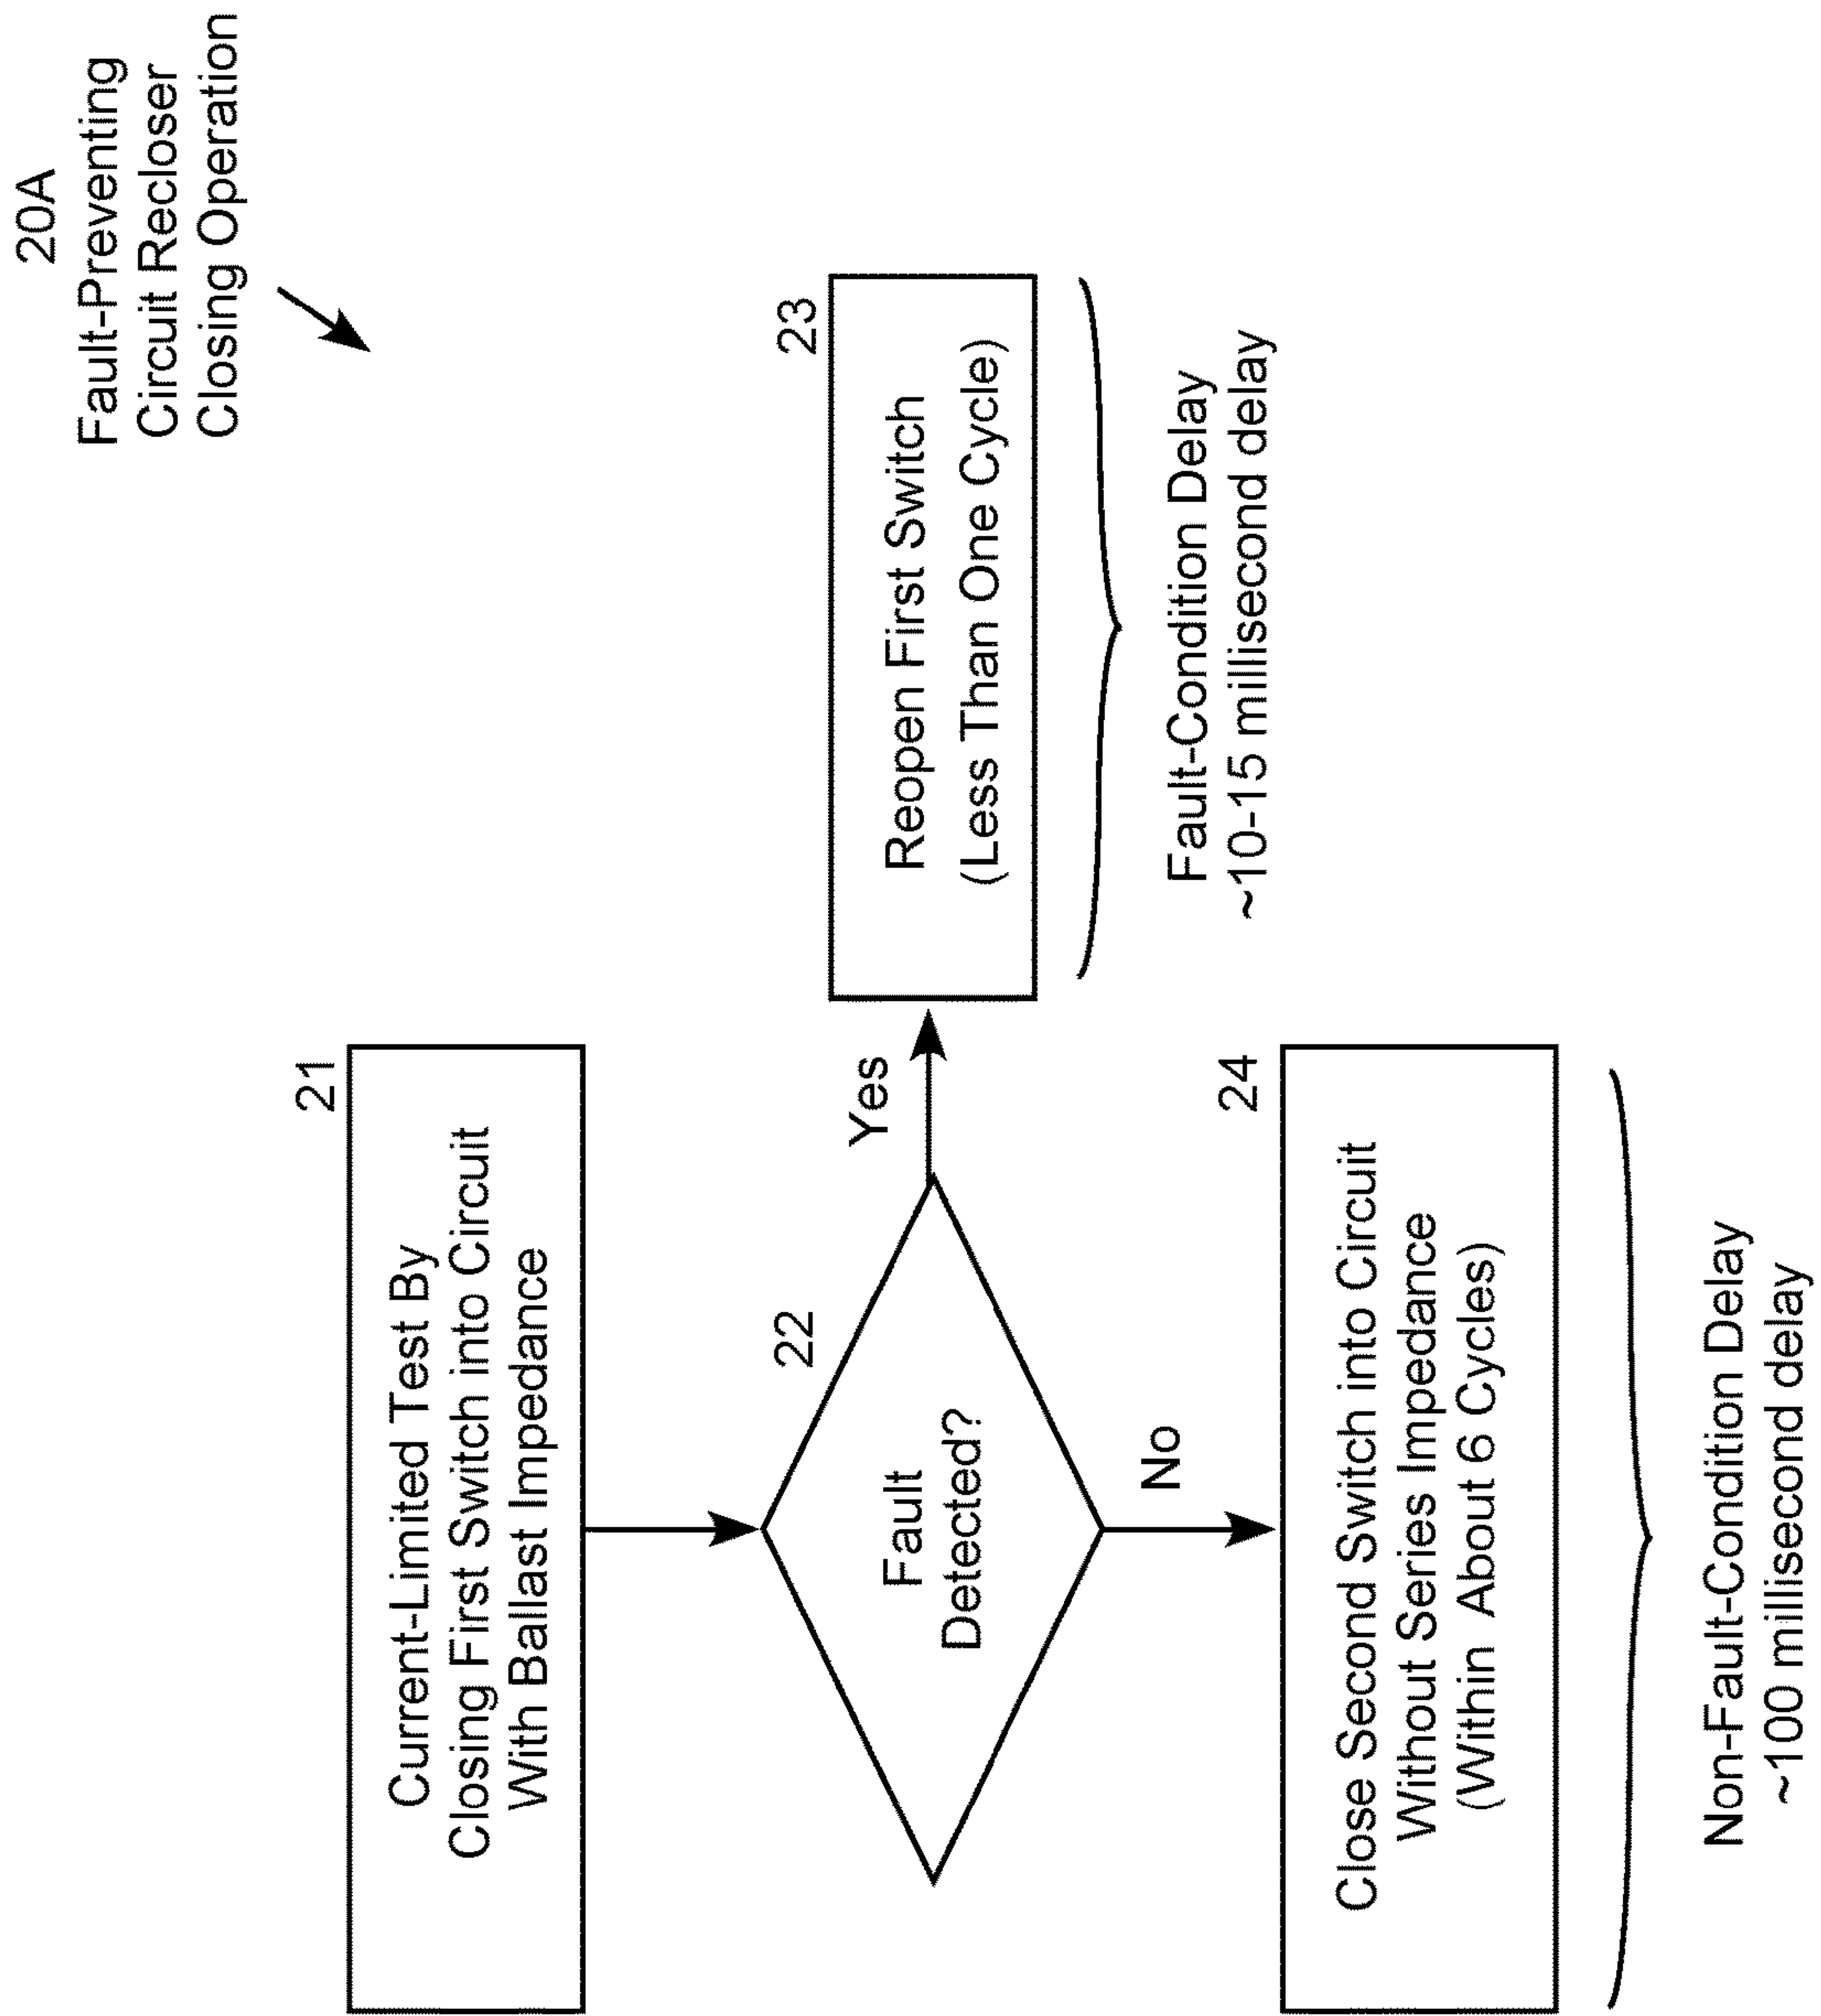 20A
Fault-Preventing
Circuit Recloser
Closing Operation
21
Current-Limited Test By
Closing First Switch into Circuit
With Ballast Impedance
22
Fault
Detected?
Yes
23
Reopen First Switch
(Less Than One Cycle)
Fault-Condition Delay
~10-15 millisecond delay
No
24
Close Second Switch into Circuit
Without Series Impedance
(Within About 6 Cycles)
Non-Fault-Condition Delay
~100 millisecond delay